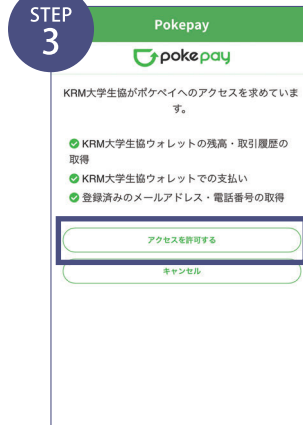 STEP
3
Pokepay
pokepay
KRM大学生協がポケペイへのアクセスを求めていま
す。
KRM大学生協ウォレットの残高・取引履歴の
取得
KRM大学生協ウォレットでの支払い
登録済みのメールアドレス・電話番号の取得
アクセスを許可する
キャンセル